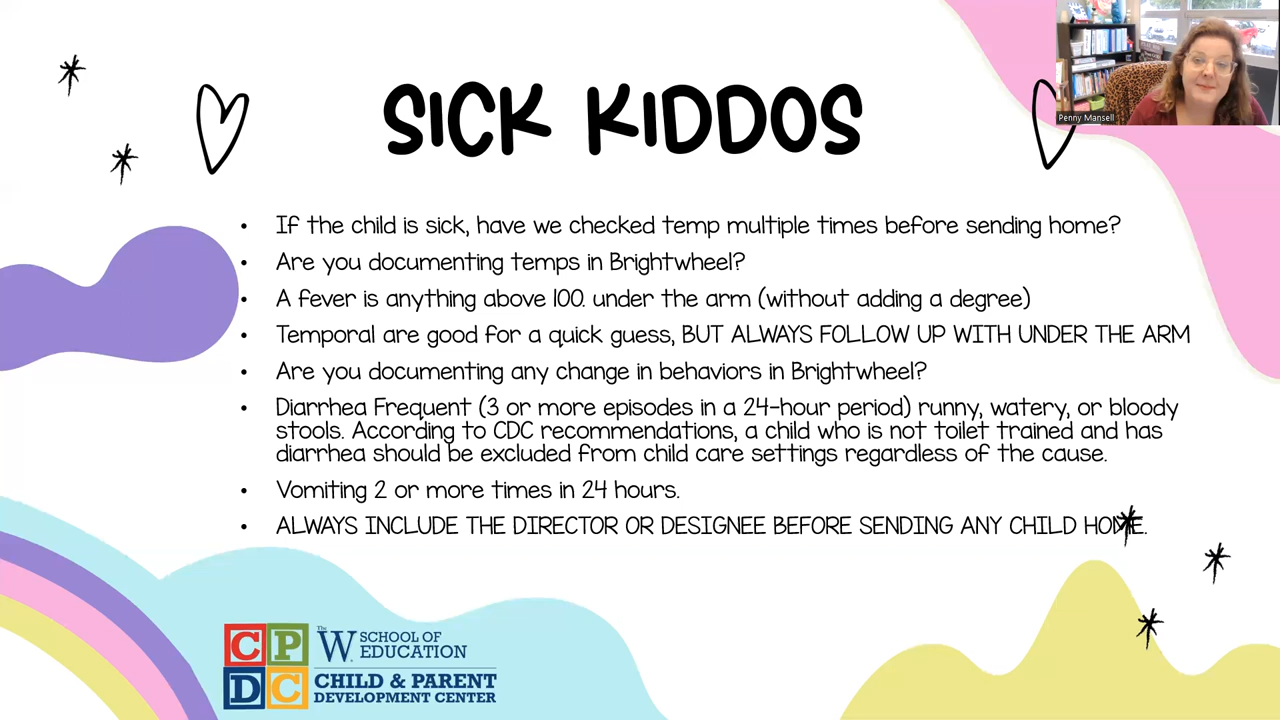 SICK KIDDOS
Penny Mansell
• If the child is sick, have we checked temp multiple times before sending home?
• Are you documenting temps in Brightwheel?
• A fever is anything above 100. under the arm (without adding a degree)
• Temporal are good for a quick guess, BUT ALWAYS FOLLOW UP WITH UNDER THE ARM
• Are you documenting any change in behaviors in Brightwheel?
• Diarrhea Frequent (3 or more episodes in a 24-hour period) runny, watery, or bloody
stools. According to CDC recommendations, a child who is not toilet trained and has
diarrhea should be excluded from child care settings regardless of the cause.
• Vomiting 2 or more times in 24 hours.
• ALWAYS INCLUDE THE DIRECTOR OR DESIGNEE BEFORE SENDING ANY CHILD HOME.
CP
DC
The W SCHOOL OF
EDUCATION
CHILD & PARENT
DEVELOPMENT CENTER